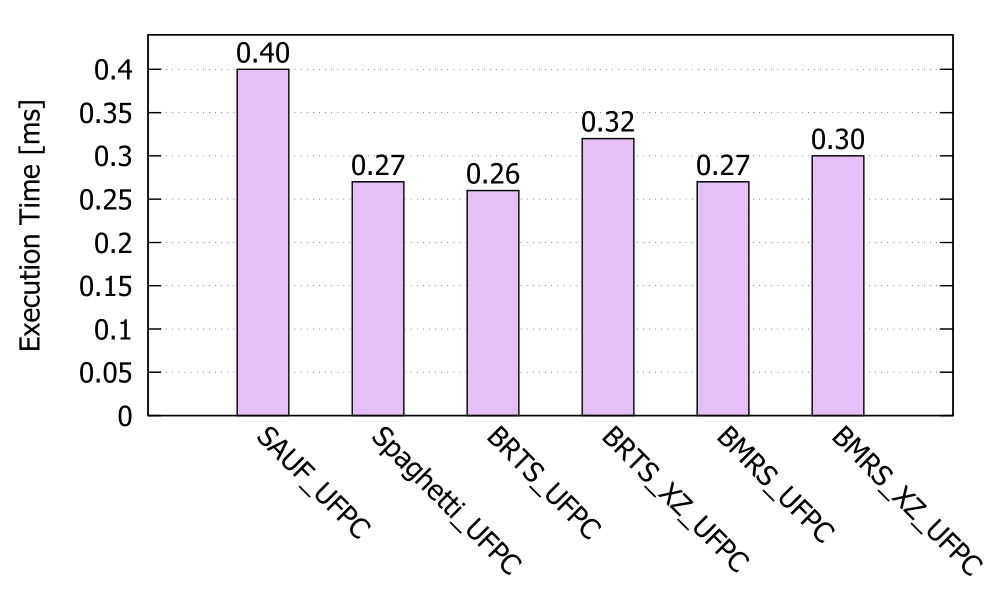 Execution Time [ms]
0.4
0.35
0.3
0.25
0.2
0.15
0.1
0.05
0
0.40
0.27
0.26
0.32
0.27
0.30
SAUF_UFPC
Spaghetti_UFPC
BRTS_UFPC
BRTS_XZ_UFPC
BMRS_UFPC
BMRS_XZ_UFPC